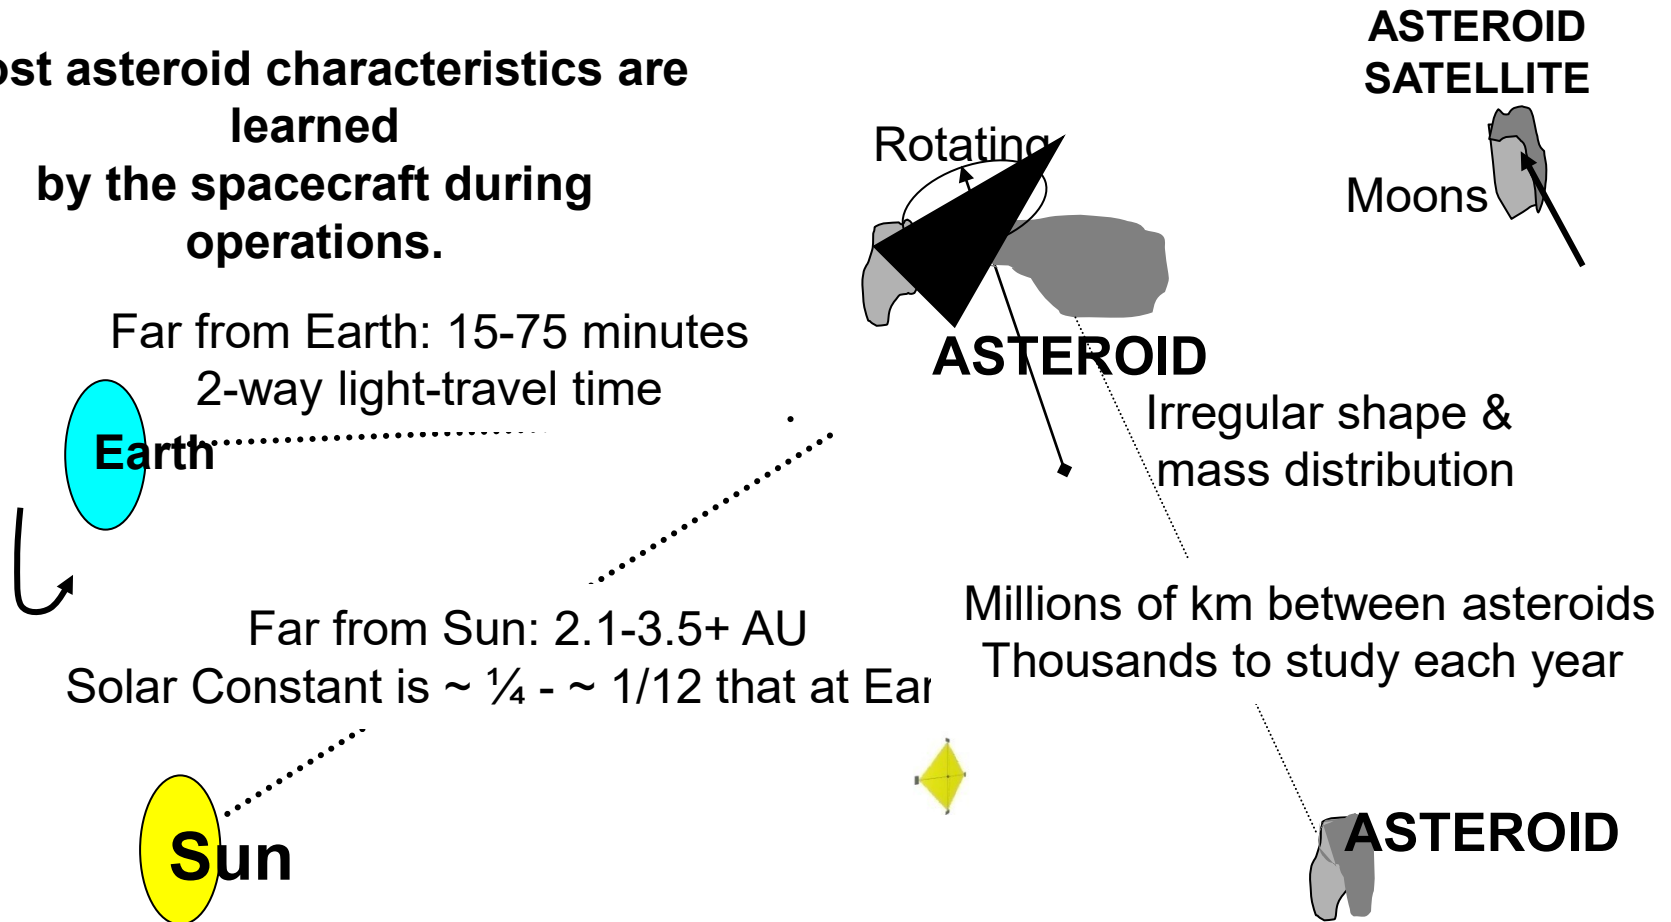 ost asteroid characteristics are
learned
by the spacecraft during
operations.
Far from Earth: 15-75 minutes
2-way light-travel time
Earth
Far from Sun: 2.1-3.5+ AU
Solar Constant is ~ ¼ - ~ 1/12 that at Ear
Sun
Rotating
ASTEROID
ASTEROID
SATELLITE
Moons
Irregular shape &
mass distribution
Millions of km between asteroids
Thousands to study each year
ASTEROID